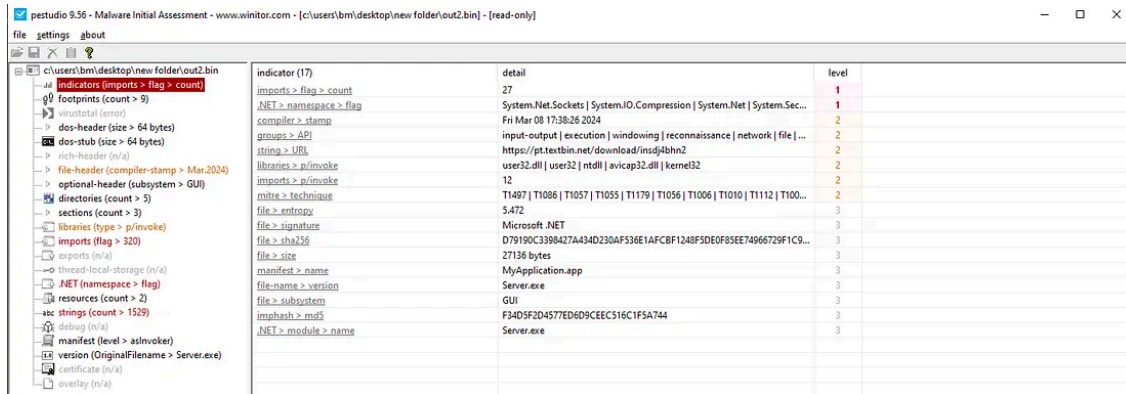 pestudio 9.56 - Malware Initial Assessment - www.winitor.com - [c:\users\bm\desktop\new folder\out2.bin] - [read-only]
file settings about
c:\users\bm\desktop\new folder\out2.bin
indicators (imports > flag > count)
footprints (count > 9)
virustotal (error)
dos-header (size > 64 bytes)
dos-stub (size > 64 bytes)
rich-header (n/a)
file-header (compiler-stamp > Mar.2024)
optional-header (subsystem > GUI)
directories (count > 5)
sections (count > 3)
libraries (type > p/invoke)
imports (flag > 320)
exports (n/a)
thread-local-storage (n/a)
.NET (namespace > flag)
resources (count > 2)
abc strings (count > 1529)
debug (n/a)
manifest (level > asInvoker)
1.0 version (OriginalFilename > Server.exe)
certificate (n/a)
overlay (n/a)
indicator (17) detail level
imports > flag > count 27 1
.NET > namespace > flag System.Net.Sockets | System.IO.Compression | System.Net | System.Sec... 1
compiler > stamp Fri Mar 08 17:38:26 2024 2
groups > API input-output | execution | windowing | reconnaissance | network | file | ... 2
string > URL https://pt.textbin.net/download/insdj4bhn2 2
libraries > p/invoke user32.dll | user32 | ntdll | avicap32.dll | kernel32 2
imports > p/invoke 12 2
mitre > technique T1497 | T1086 | T1057 | T1055 | T1179 | T1056 | T1006 | T1010 | T1112 | T100... 2
file > entropy 5.472 3
file > signature Microsoft .NET 3
file > sha256 D79190C3398427A434D230AF536E1AFCBF1248F5DE0F85EE74966729F1C9... 3
file > size 27136 bytes 3
manifest > name MyApplication.app 3
file-name > version Server.exe 3
file > subsystem GUI 3
imphash > md5 F34D5F2D4577ED6D9CEEC516C1F5A744 3
.NET > module > name Server.exe 3